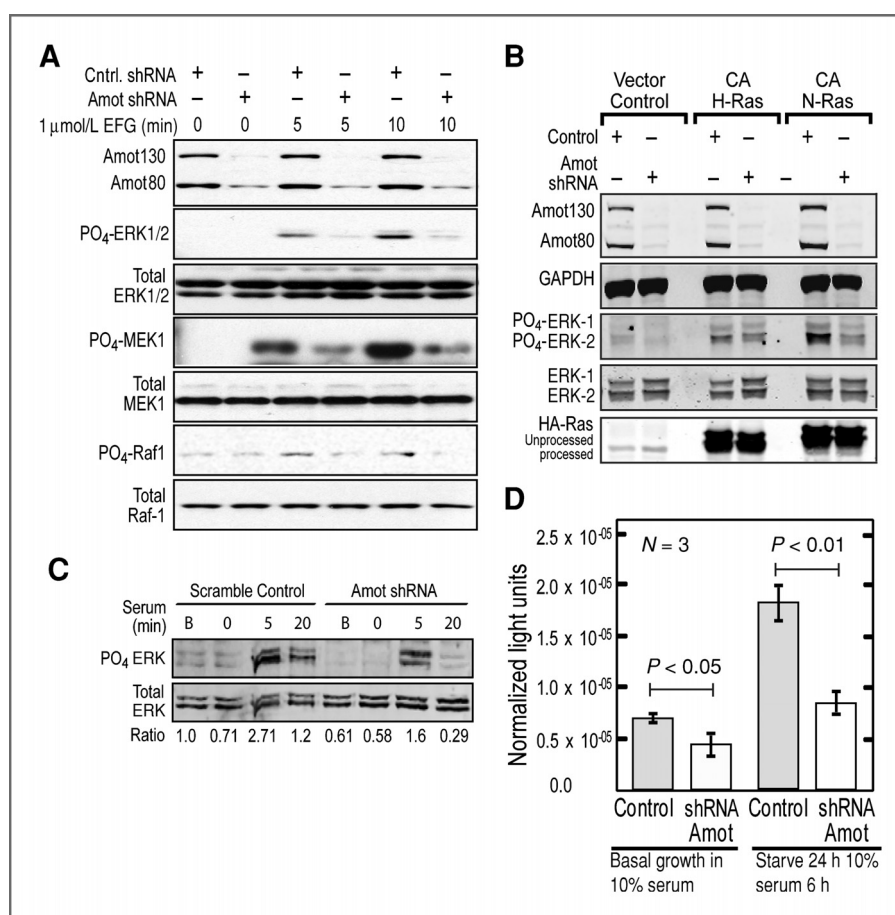 A
Cntrl. shRNA + – + – + –
Amot shRNA – + – + – +
1 µmol/L EFG (min) 0 0 5 5 10 10
Amot130
Amot80
PO4-ERK1/2
Total
ERK1/2
PO4-MEK1
Total
MEK1
PO4-Raf1
Total
Raf-1
B
Vector
Control
CA
H-Ras
CA
N-Ras
Control + – + – + –
Amot
shRNA – + – + – – +
Amot130
Amot80
GAPDH
PO4-ERK-1
PO4-ERK-2
ERK-1
ERK-2
HA-Ras
Unprocessed
processed
C
Scramble Control Amot shRNA
Serum
(min) B 0 5 20 B 0 5 20
PO4 ERK
Total
ERK
Ratio 1.0 0.71 2.71 1.2 0.61 0.58 1.6 0.29
D
Normalized light units
2.5 x 10-05
2.0 x 10-05
1.5 x 10-05
1.0 x 10-05
0.5 x 10-05
0.0
N = 3
P < 0.01
P < 0.05
Control shRNA Control shRNA
Amot Amot
Basal growth in
10% serum
Starve 24 h 10%
serum 6 h